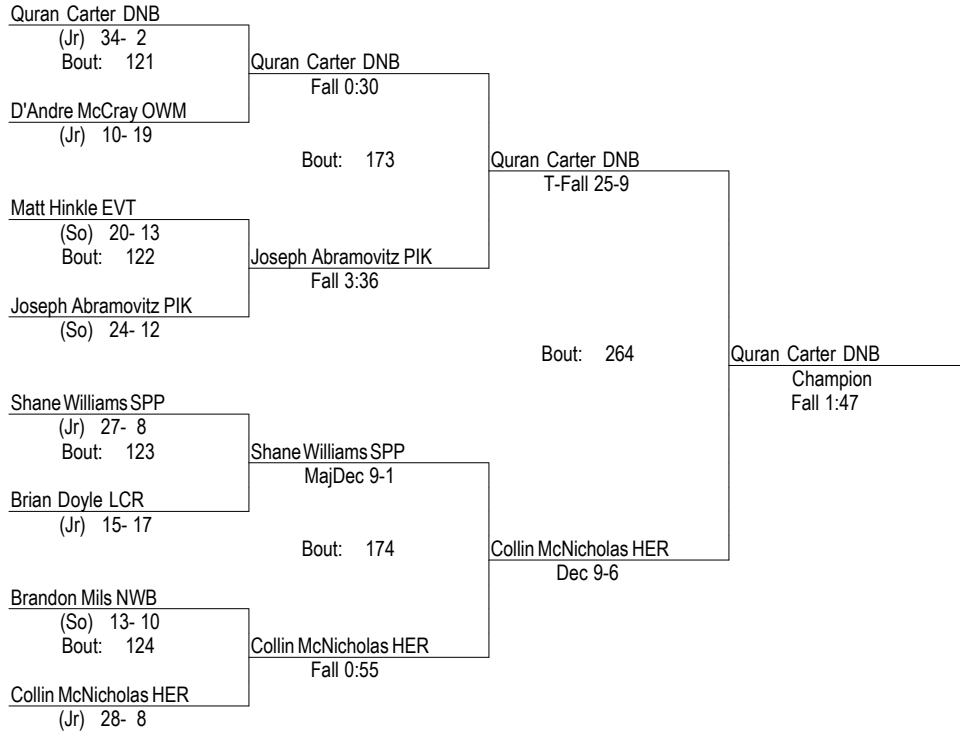 Quran Carter DNB
(Jr) 34- 2
Bout: 121
Quran Carter DNB
Fall 0:30
D'Andre McCray OWM
(Jr) 10- 19
Bout: 173
Quran Carter DNB
T-Fall 25-9
Matt Hinkle EVT
(So) 20- 13
Bout: 122
Joseph Abramovitz PIK
Fall 3:36
Joseph Abramovitz PIK
(So) 24- 12
Bout: 264
Quran Carter DNB
Champion
Fall 1:47
Shane Williams SPP
(Jr) 27- 8
Bout: 123
Shane Williams SPP
MajDec 9-1
Brian Doyle LCR
(Jr) 15- 17
Bout: 174
Collin McNicholas HER
Dec 9-6
Brandon Mils NWB
(So) 13- 10
Bout: 124
Collin McNicholas HER
Fall 0:55
Collin McNicholas HER
(Jr) 28- 8